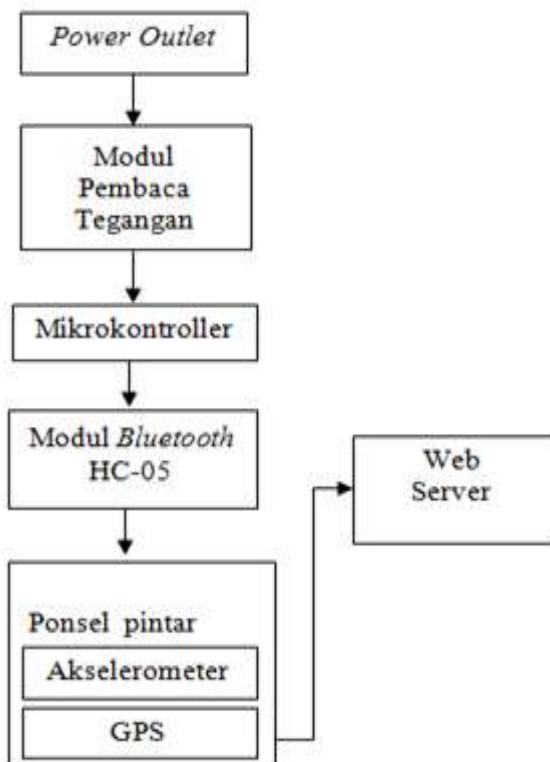 Power Outlet
Modul
Pembaca
Tegangan
Mikrokontroller
Modul Bluetooth
HC-05
Web
Server
Ponsel pintar
Akselerometer
GPS